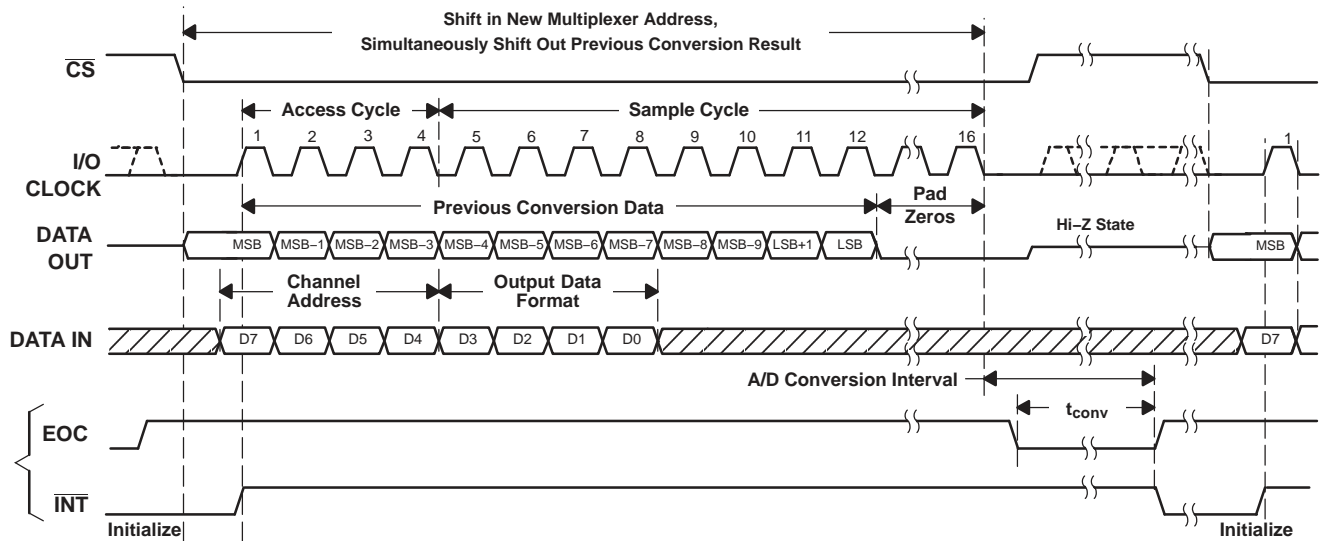 Shift in New Multiplexer Address,
Simultaneously Shift Out Previous Conversion Result
CS
Access Cycle
Sample Cycle
1 2 3 4 5 6 7 8 9 10 11 12 16 1
I/O
CLOCK
Previous Conversion Data
Pad
Zeros
DATA
OUT
MSB MSB–1 MSB–2 MSB–3 MSB–4 MSB–5 MSB–6 MSB–7 MSB–8 MSB–9 LSB+1 LSB
Hi–Z State
MSB
Channel
Address
Output Data
Format
DATA IN
D7 D6 D5 D4 D3 D2 D1 D0 D7
A/D Conversion Interval
tconv
EOC
INT
Initialize
Initialize